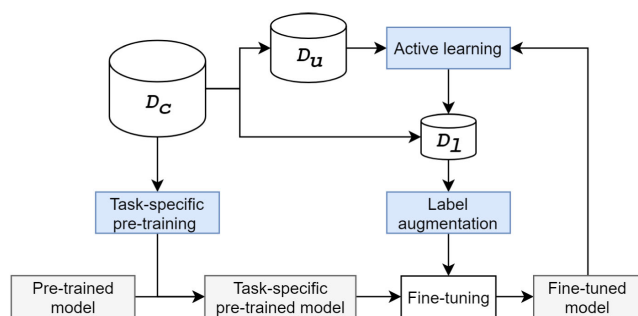 D_u
Active learning
D_c
D_l
Task-specific
pre-training
Label
augmentation
Pre-trained
model
Task-specific
pre-trained model
Fine-tuning
Fine-tuned
model